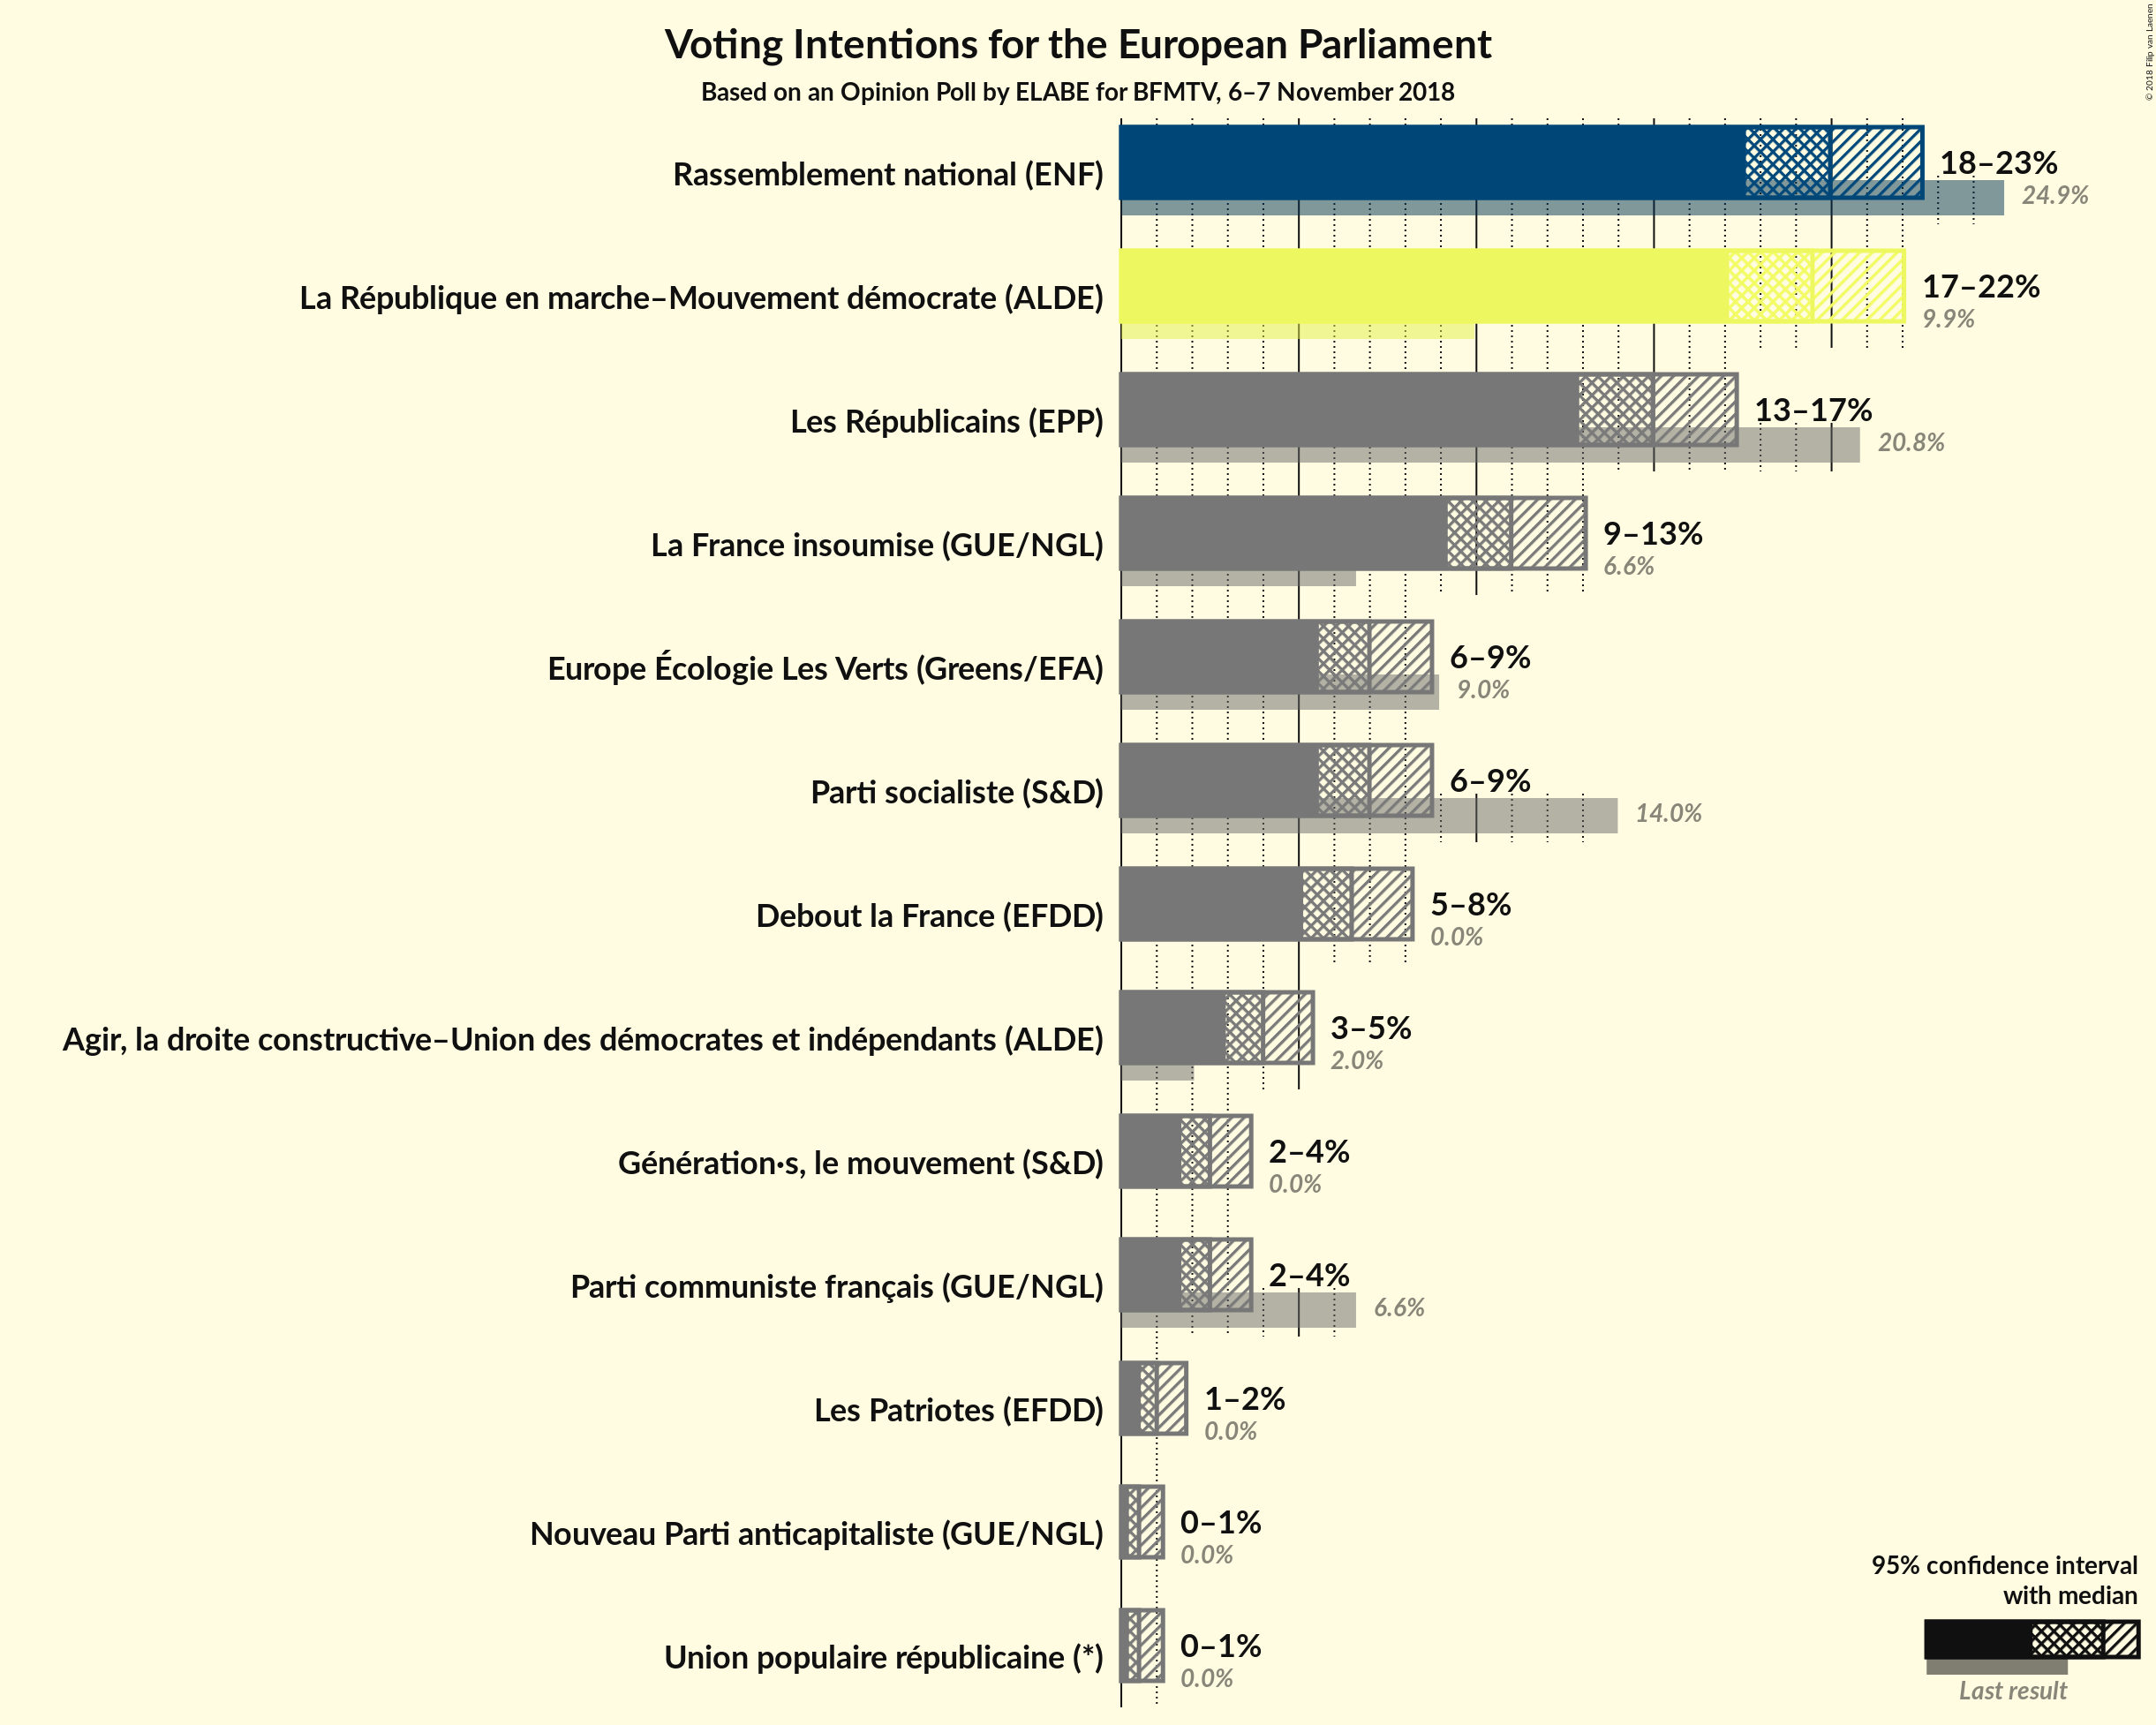 Voting Intentions for the European Parliament
Based on an Opinion Poll by ELABE for BFMTV, 6–7 November 2018
© 2018 Filip van Laenen
Rassemblement national (ENF)
18–23%
24.9%
La République en marche–Mouvement démocrate (ALDE)
17–22%
9.9%
Les Républicains (EPP)
13–17%
20.8%
La France insoumise (GUE/NGL)
9–13%
6.6%
Europe Écologie Les Verts (Greens/EFA)
6–9%
9.0%
Parti socialiste (S&D)
6–9%
14.0%
Debout la France (EFDD)
5–8%
0.0%
Agir, la droite constructive–Union des démocrates et indépendants (ALDE)
3–5%
2.0%
Génération·s, le mouvement (S&D)
2–4%
0.0%
Parti communiste français (GUE/NGL)
2–4%
6.6%
Les Patriotes (EFDD)
1–2%
0.0%
Nouveau Parti anticapitaliste (GUE/NGL)
0–1%
0.0%
Union populaire républicaine (*)
0–1%
0.0%
95% confidence interval
with median
Last result